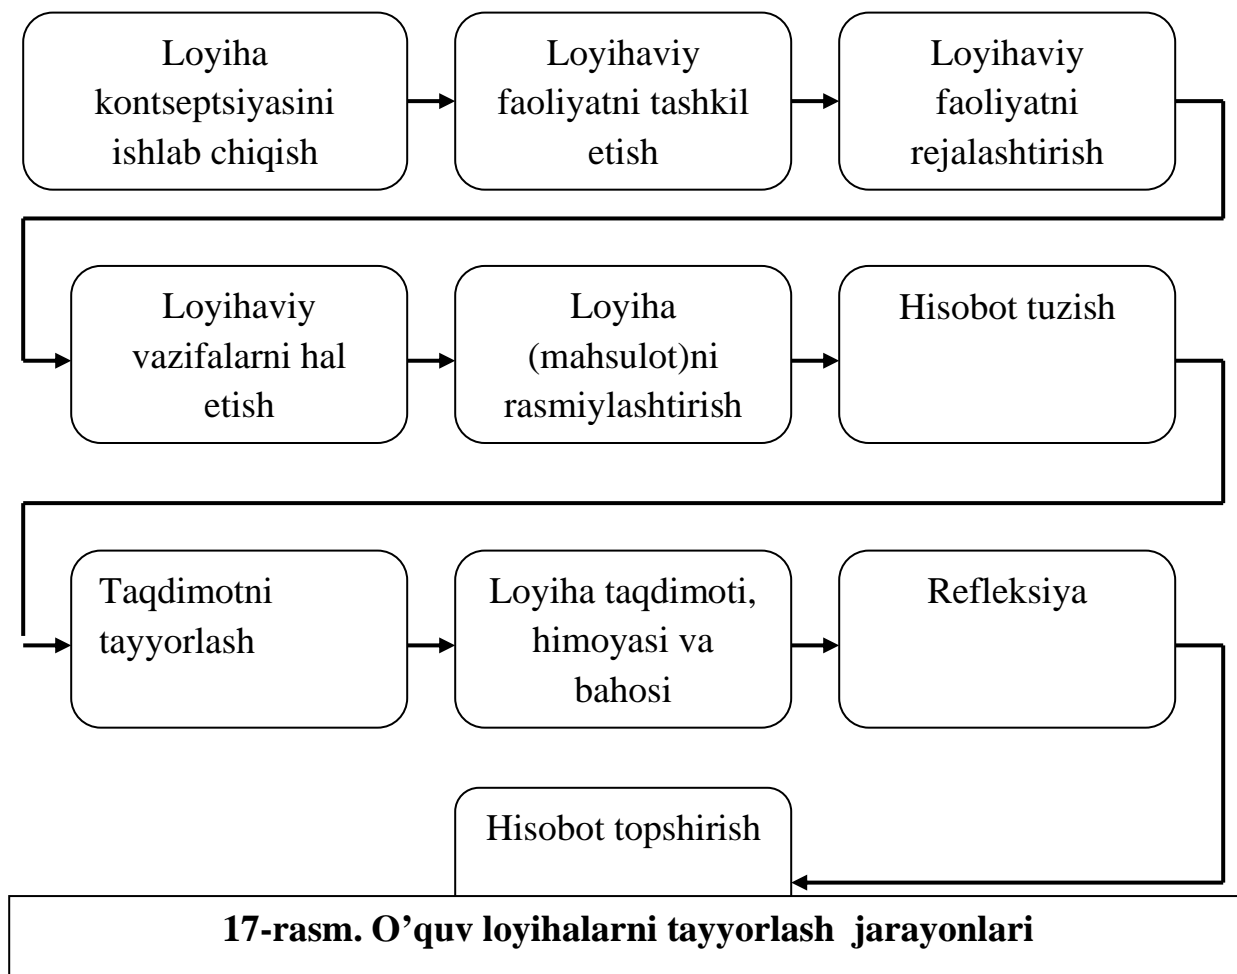 Loyiha
kontseptsiyasini
ishlab chiqish
Loyihaviy
faoliyatni tashkil
etish
Loyihaviy
faoliyatni
rejalashtirish
Loyihaviy
vazifalarni hal
etish
Loyiha
(mahsulot)ni
rasmiylashtirish
Hisobot tuzish
Taqdimotni
tayyorlash
Loyiha taqdimoti,
himoyasi va
bahosi
Refleksiya
Hisobot topshirish
17-rasm. O’quv loyihalarni tayyorlash jarayonlari